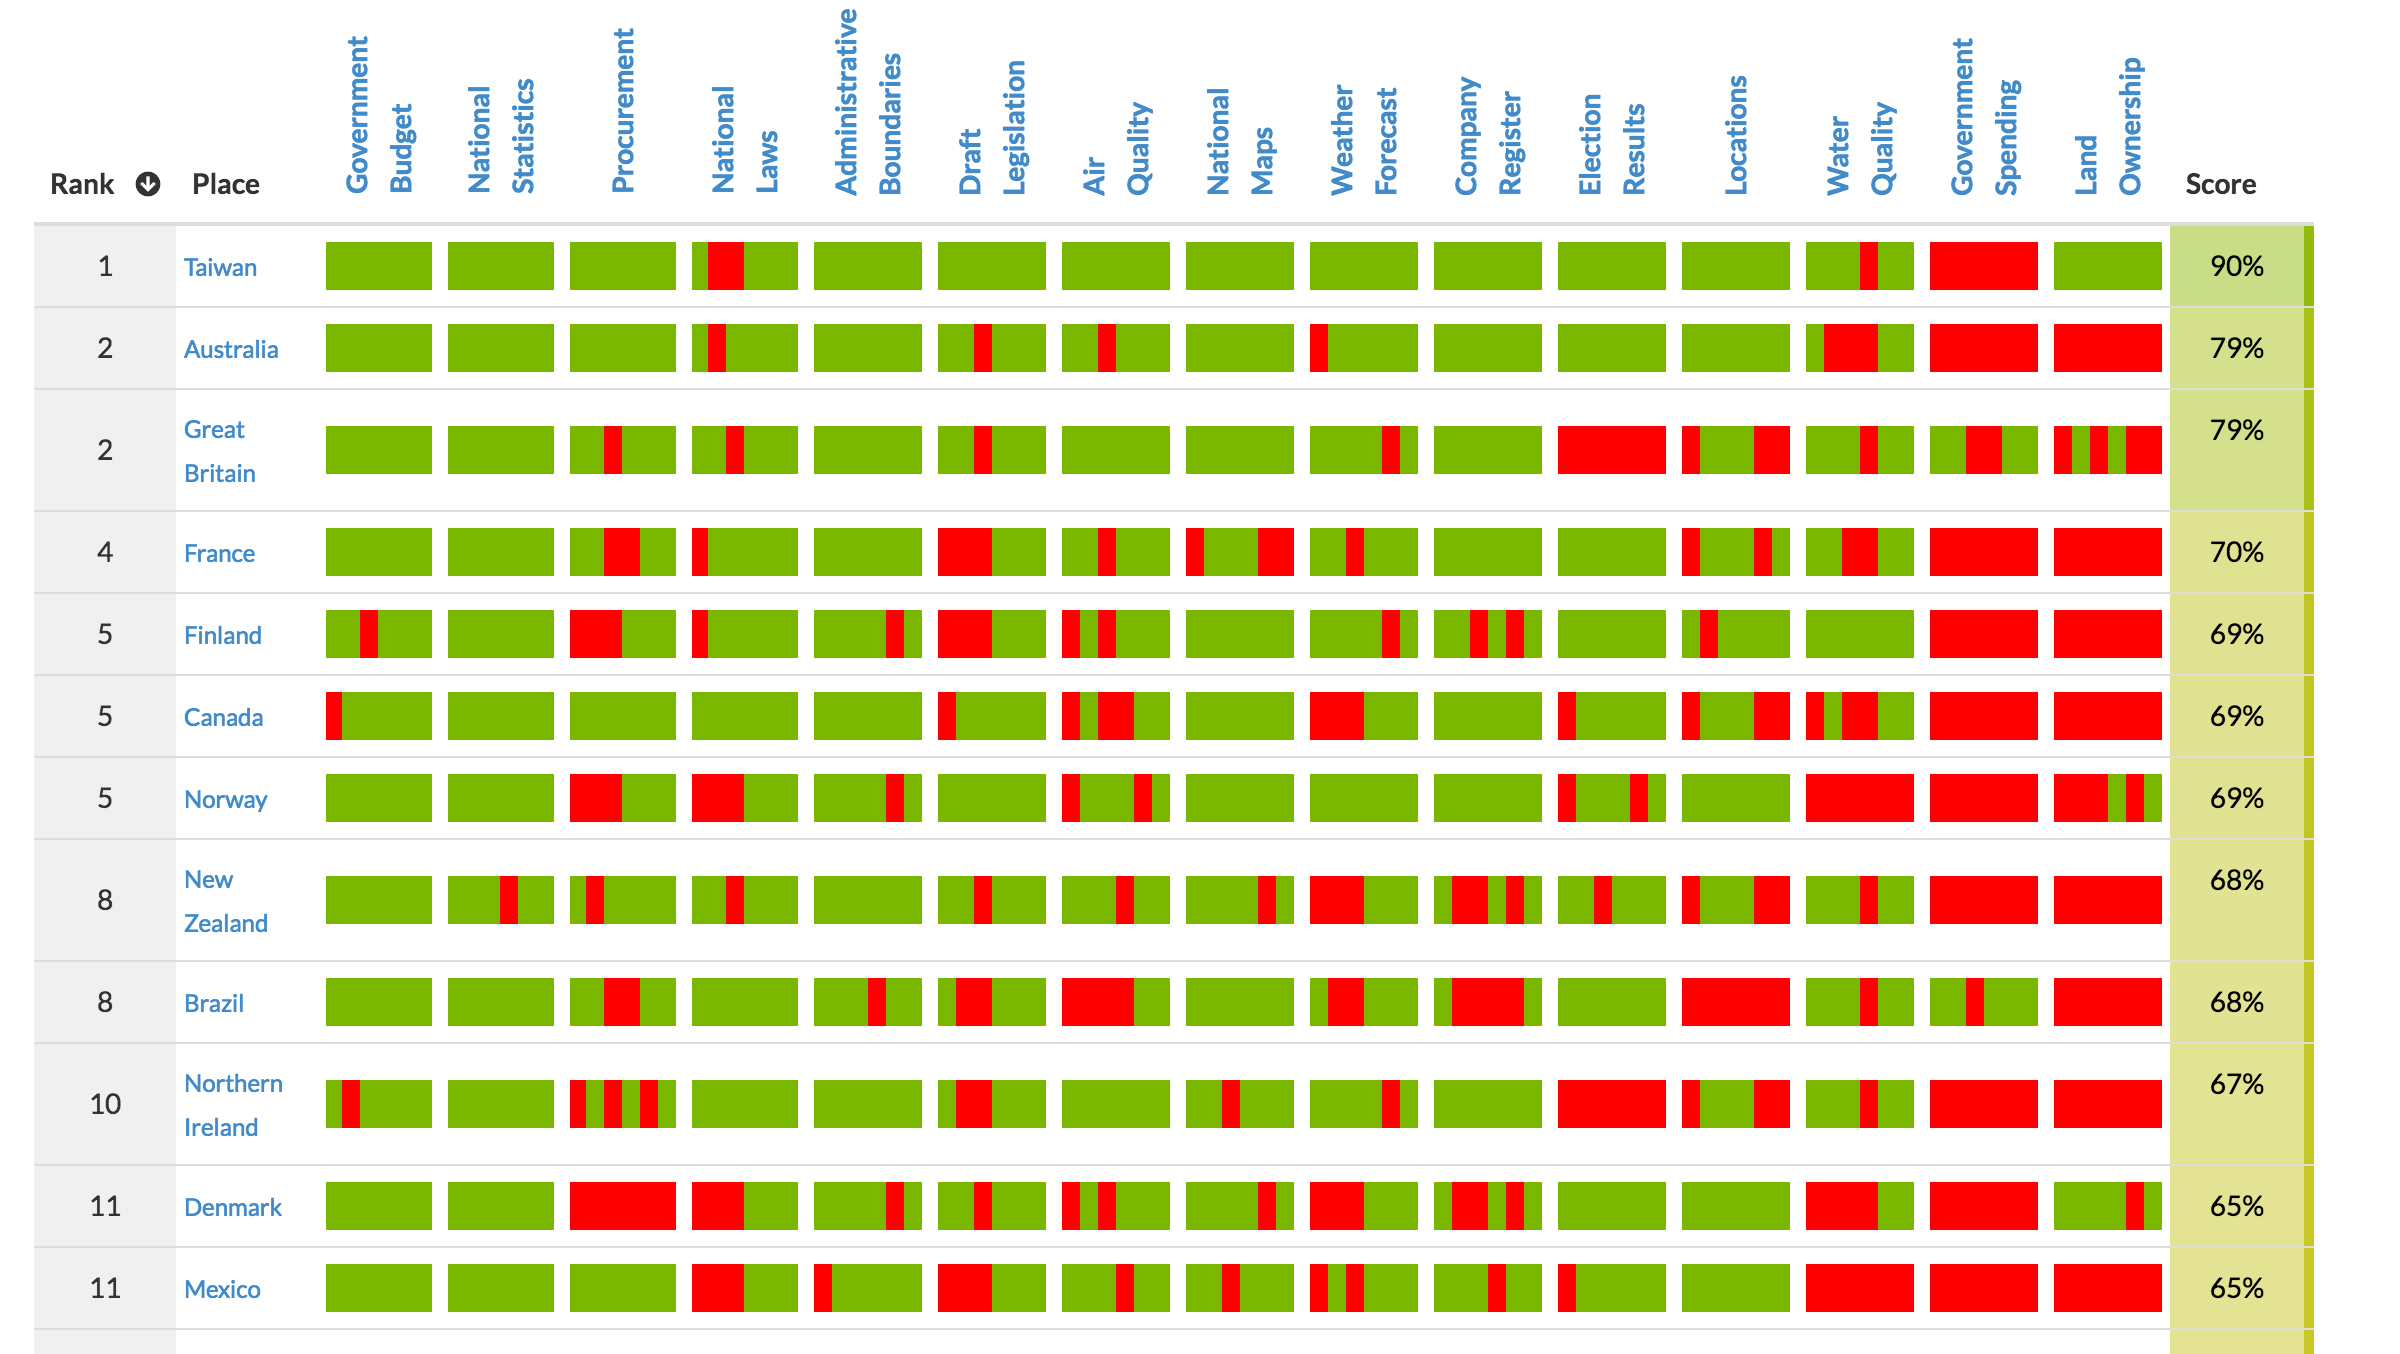 Rank Place Government Budget National Statistics Procurement National Laws Administrative Boundaries Draft Legislation Air Quality National Maps Weather Forecast Company Register Election Results Locations Water Quality Government Spending Land Ownership Score
1 Taiwan 90%
2 Australia 79%
2 Great Britain 79%
4 France 70%
5 Finland 69%
5 Canada 69%
5 Norway 69%
8 New Zealand 68%
8 Brazil 68%
10 Northern Ireland 67%
11 Denmark 65%
11 Mexico 65%